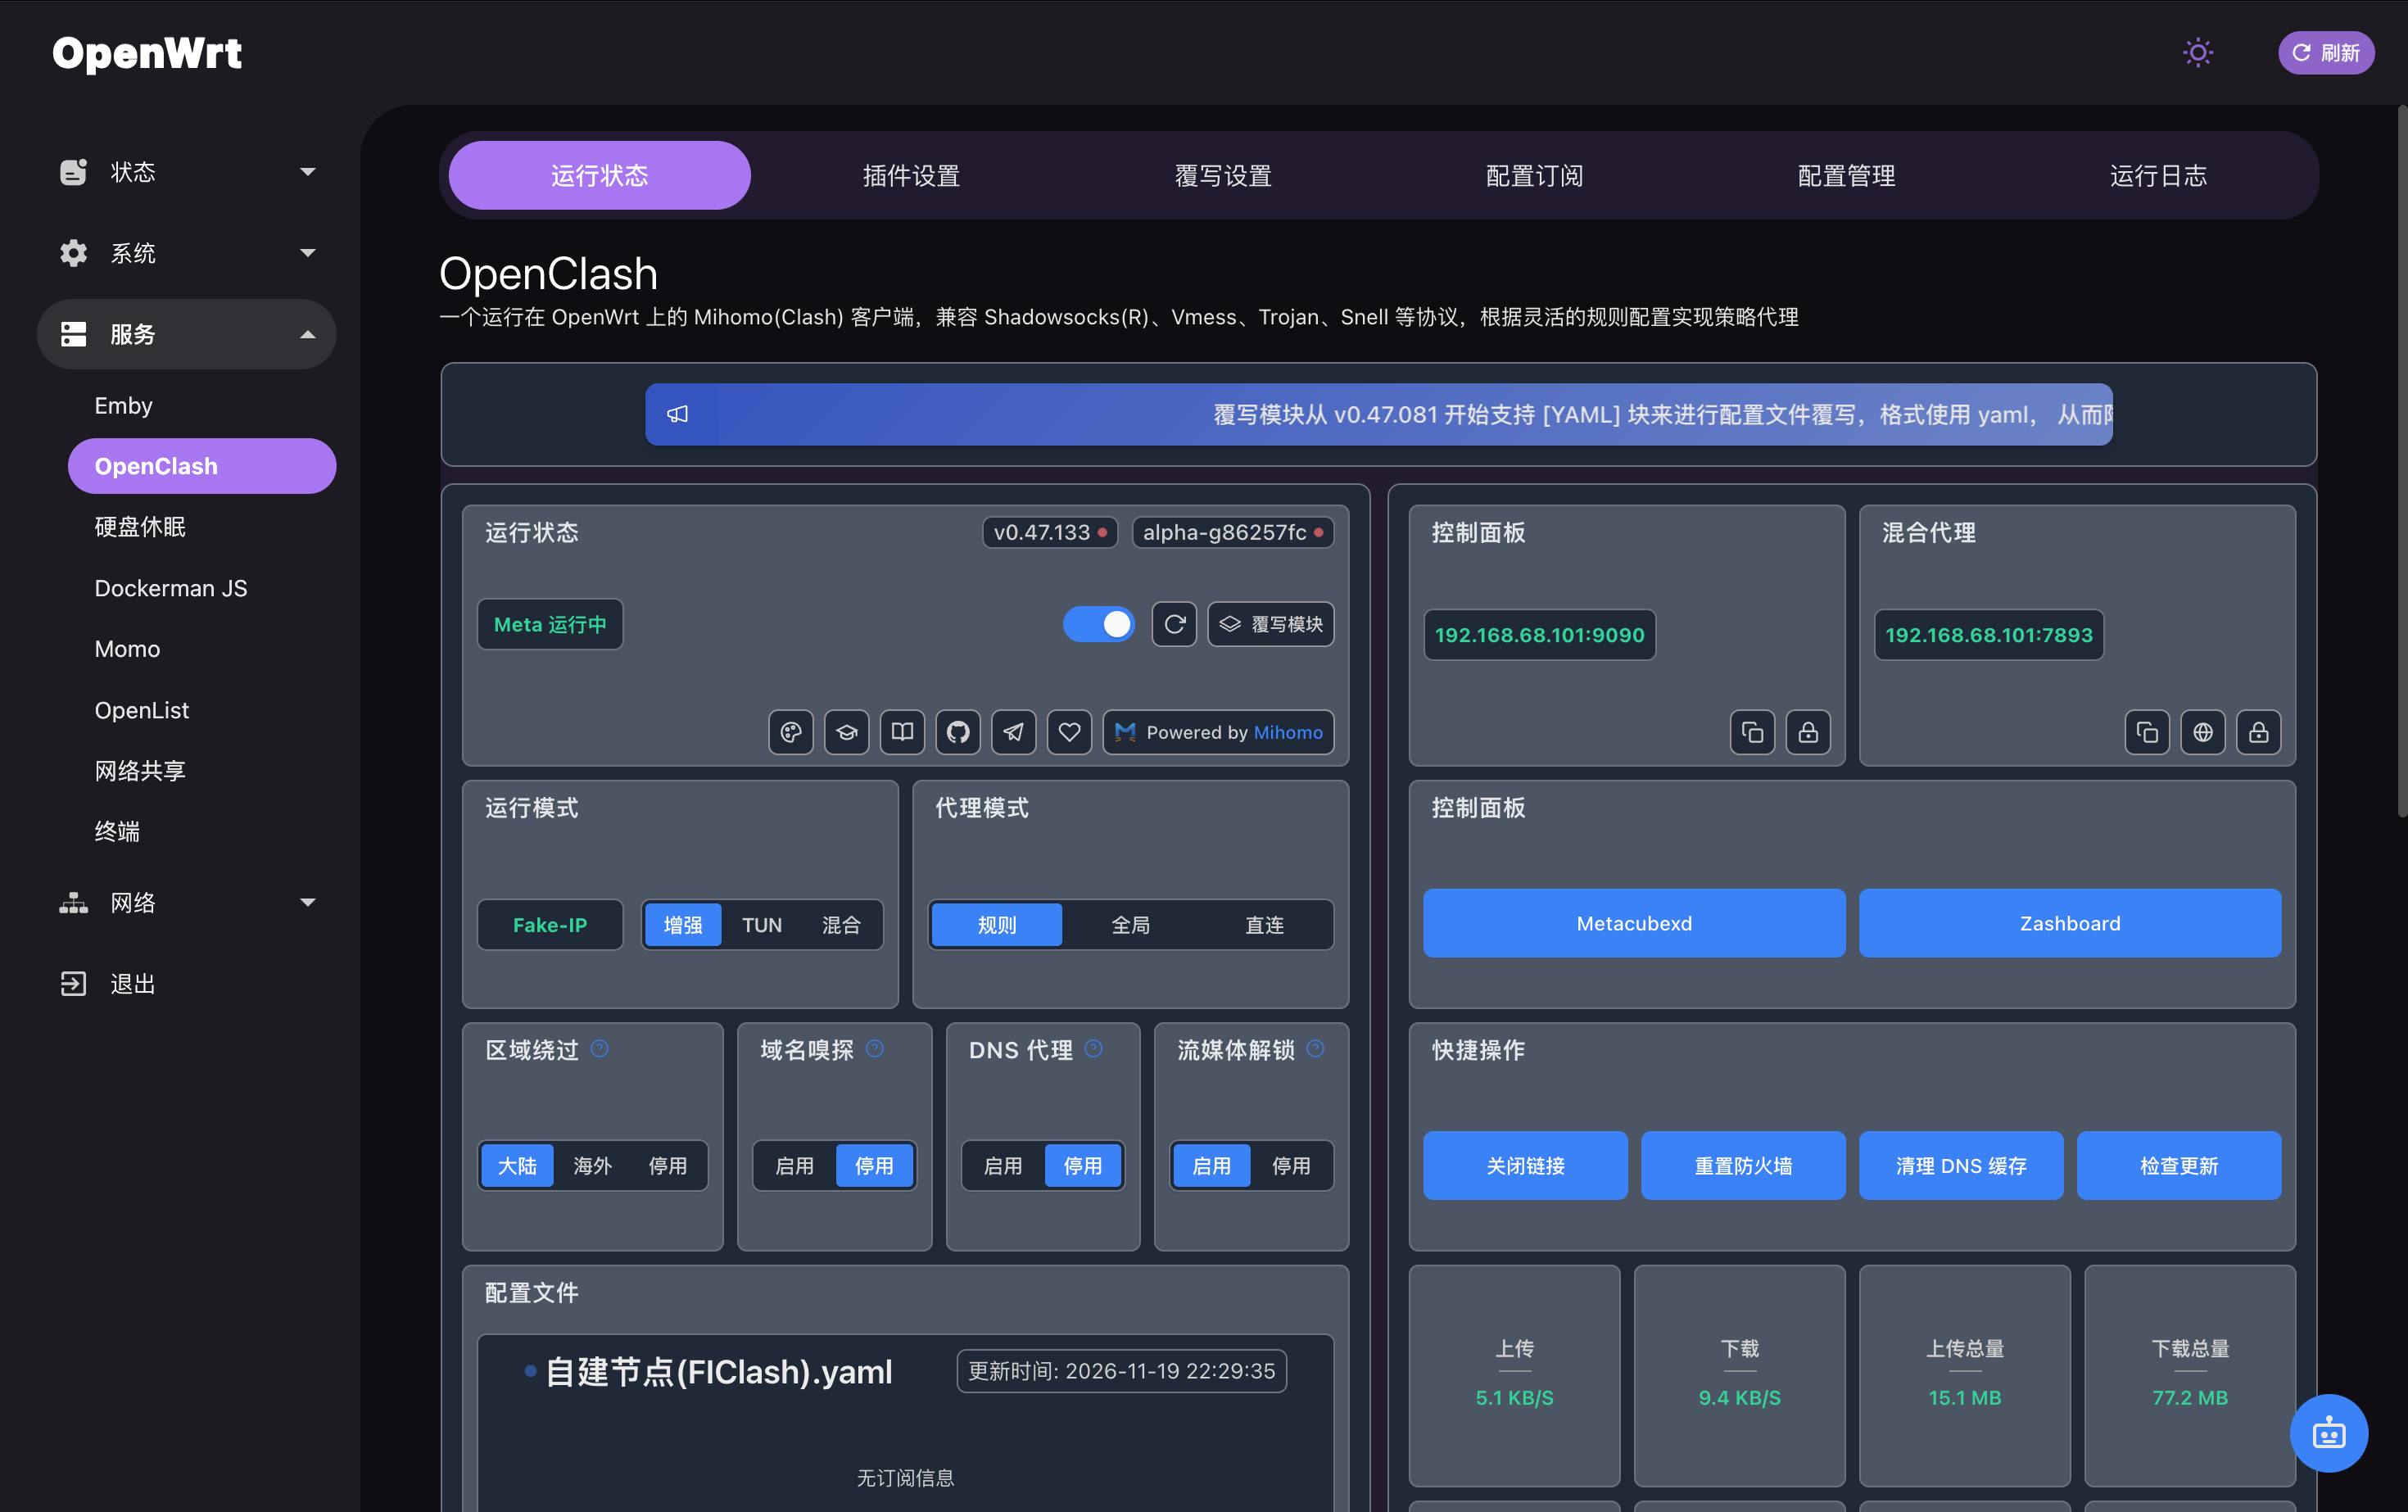 OpenWrt
刷新
状态
系统
服务
Emby
OpenClash
硬盘休眠
Dockerman JS
Momo
OpenList
网络共享
终端
网络
退出
运行状态
插件设置
覆写设置
配置订阅
配置管理
运行日志
OpenClash
一个运行在 OpenWrt 上的 Mihomo(Clash) 客户端，兼容 Shadowsocks(R)、Vmess、Trojan、Snell 等协议，根据灵活的规则配置实现策略代理
覆写模块从 v0.47.081 开始支持 [YAML] 块来进行配置文件覆写，格式使用 yaml， 从而
运行状态
v0.47.133
alpha-g86257fc
Meta 运行中
覆写模块
Powered by Mihomo
运行模式
Fake-IP
增强
TUN
混合
代理模式
规则
全局
直连
区域绕过
大陆
海外
停用
域名嗅探
启用
停用
DNS 代理
启用
停用
流媒体解锁
启用
停用
配置文件
自建节点(FlClash).yaml
更新时间: 2026-11-19 22:29:35
无订阅信息
控制面板
192.168.68.101:9090
混合代理
192.168.68.101:7893
控制面板
Metacubexd
Zashboard
快捷操作
关闭链接
重置防火墙
清理 DNS 缓存
检查更新
上传
5.1 KB/S
下载
9.4 KB/S
上传总量
15.1 MB
下载总量
77.2 MB